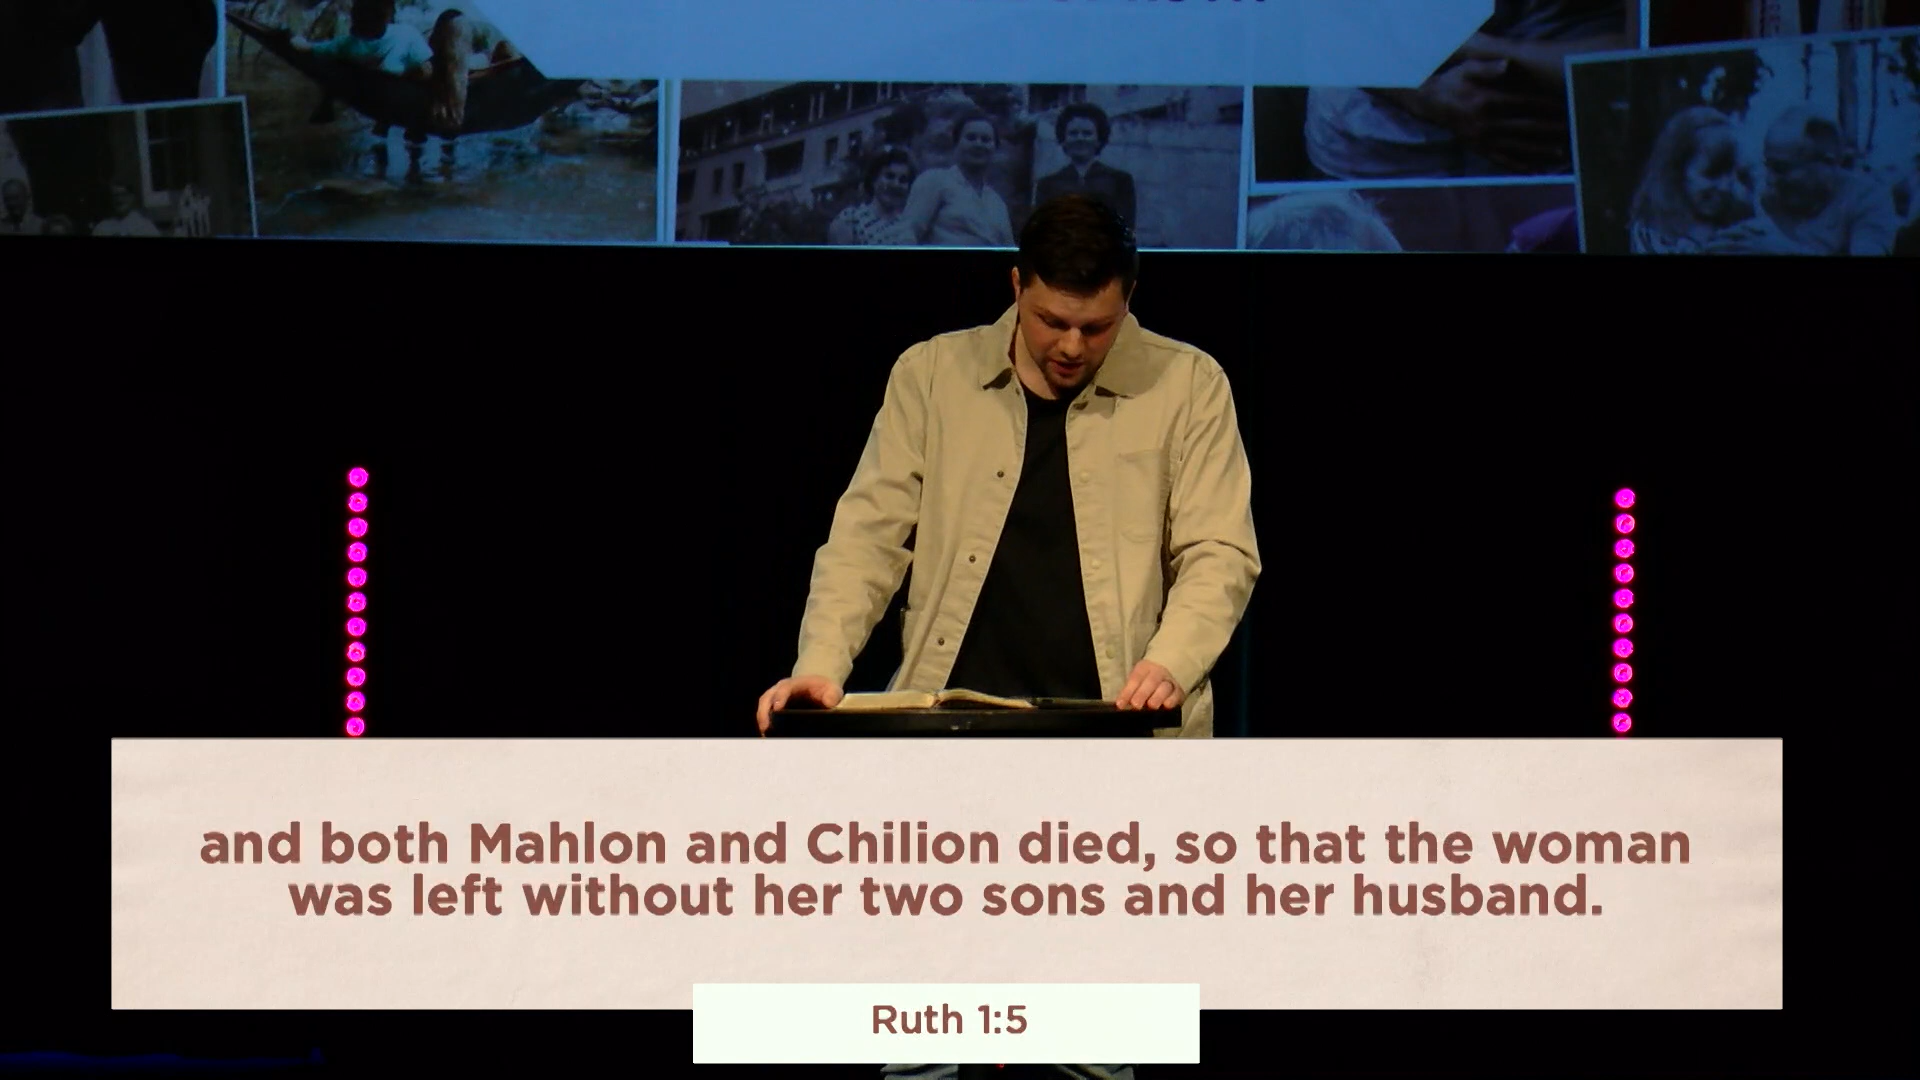 and both Mahlon and Chilion died, so that the woman
was left without her two sons and her husband.
Ruth 1:5